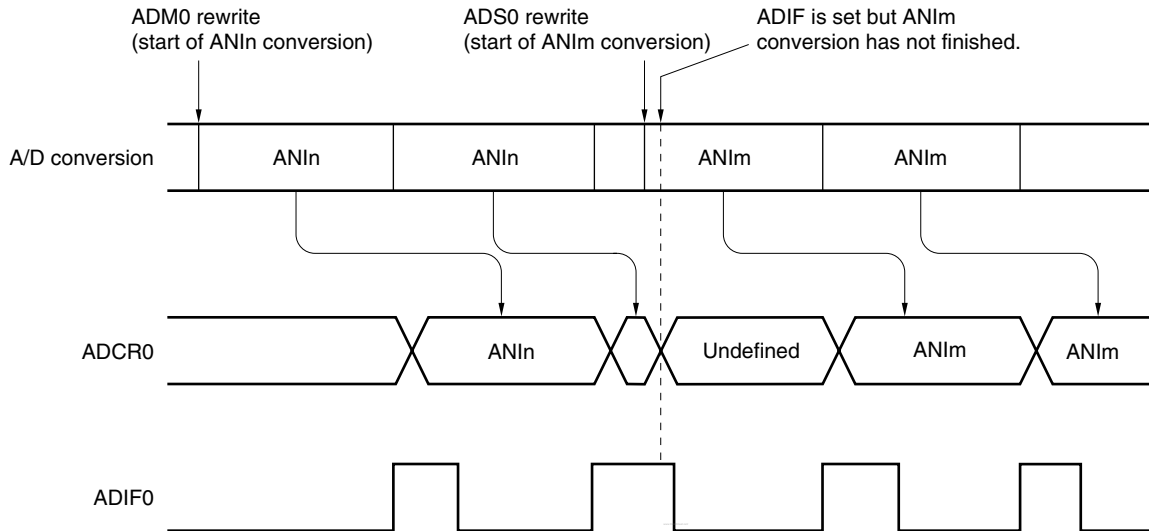 ADM0 rewrite
(start of ANIn conversion)
ADS0 rewrite
(start of ANIm conversion)
ADIF is set but ANIm
conversion has not finished.
A/D conversion
ANIn
ANIn
ANIm
ANIm
ADCR0
ANIn
Undefined
ANIm
ANIm
ADIF0